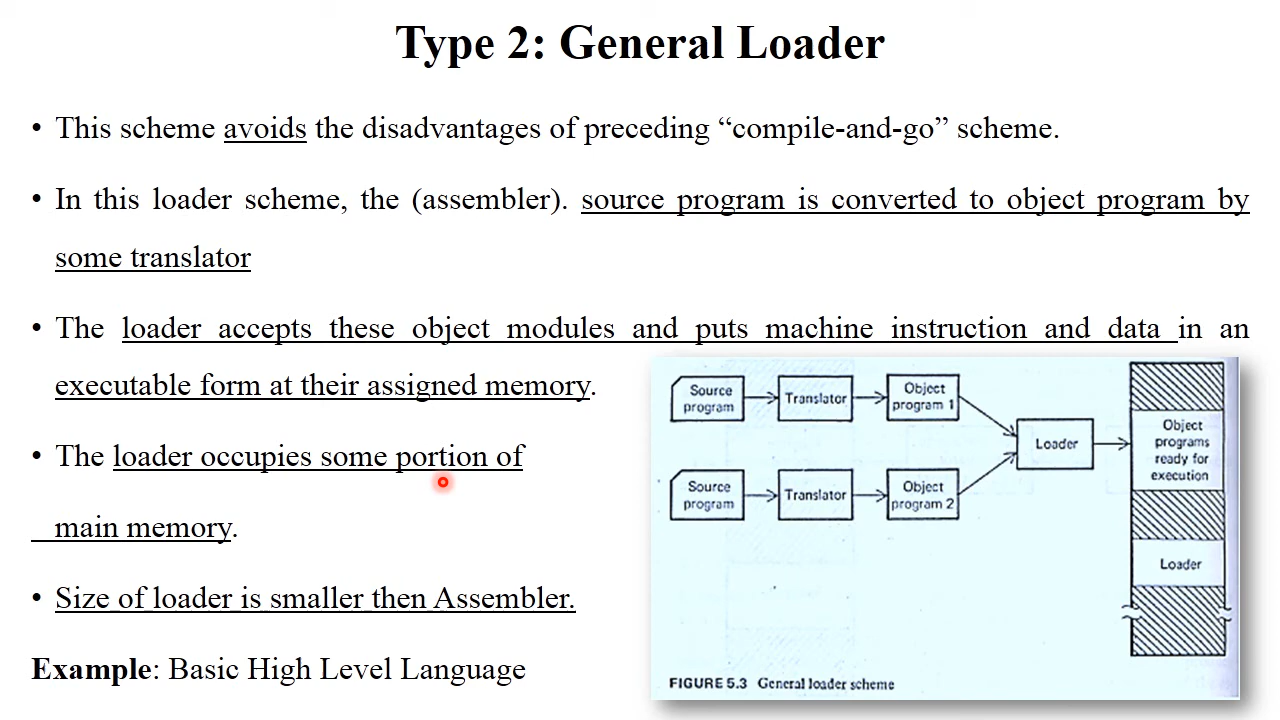 Type 2: General Loader
• This scheme avoids the disadvantages of preceding “compile-and-go” scheme.
• In this loader scheme, the (assembler). source program is converted to object program by
some translator
• The loader accepts these object modules and puts machine instruction and data in an
executable form at their assigned memory.
• The loader occupies some portion of
main memory.
• Size of loader is smaller then Assembler.
Example: Basic High Level Language
Source
program
Translator
Object
program 1
Source
program
Translator
Object
program 2
Loader
Object
programs
ready for
execution
Loader
FIGURE 5.3 General loader scheme